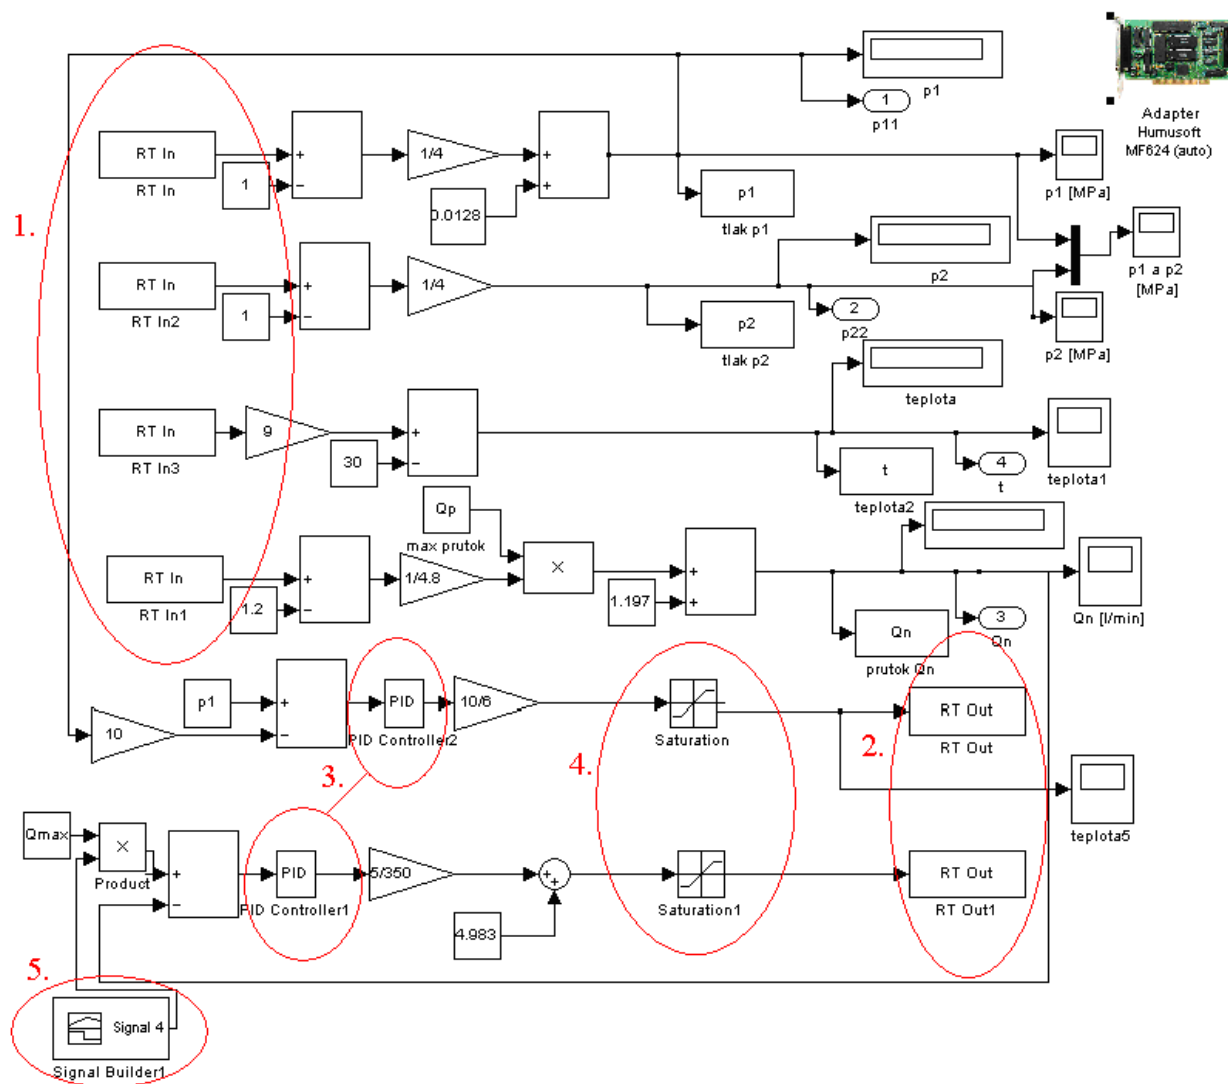 p1
1
p11
Adapter
Humusoft
MF624 (auto)
RT In
RT In
1
+
−
1/4
0.0128
+
+
p1
tlak p1
p1 [MPa]
1.
RT In
RT In2
1
+
−
1/4
p2
p2
tlak p2
2
p22
p1 a p2
[MPa]
p2 [MPa]
RT In
RT In3
9
30
+
−
teplota
t
teplota2
4
t
teplota1
RT In
RT In1
1.2
+
−
1/4.8
Qp
max prutok
×
1.197
+
+
Qn
prutok Qn
3
Qn
Qn [l/min]
10
p1
+
−
PID
PID Controller2
10/6
Saturation
RT Out
RT Out
2.
3.
4.
teplota5
Qmax
×
Product
+
−
PID
PID Controller1
5/350
4.983
+
+
Saturation1
RT Out
RT Out1
5.
Signal 4
Signal Builder1